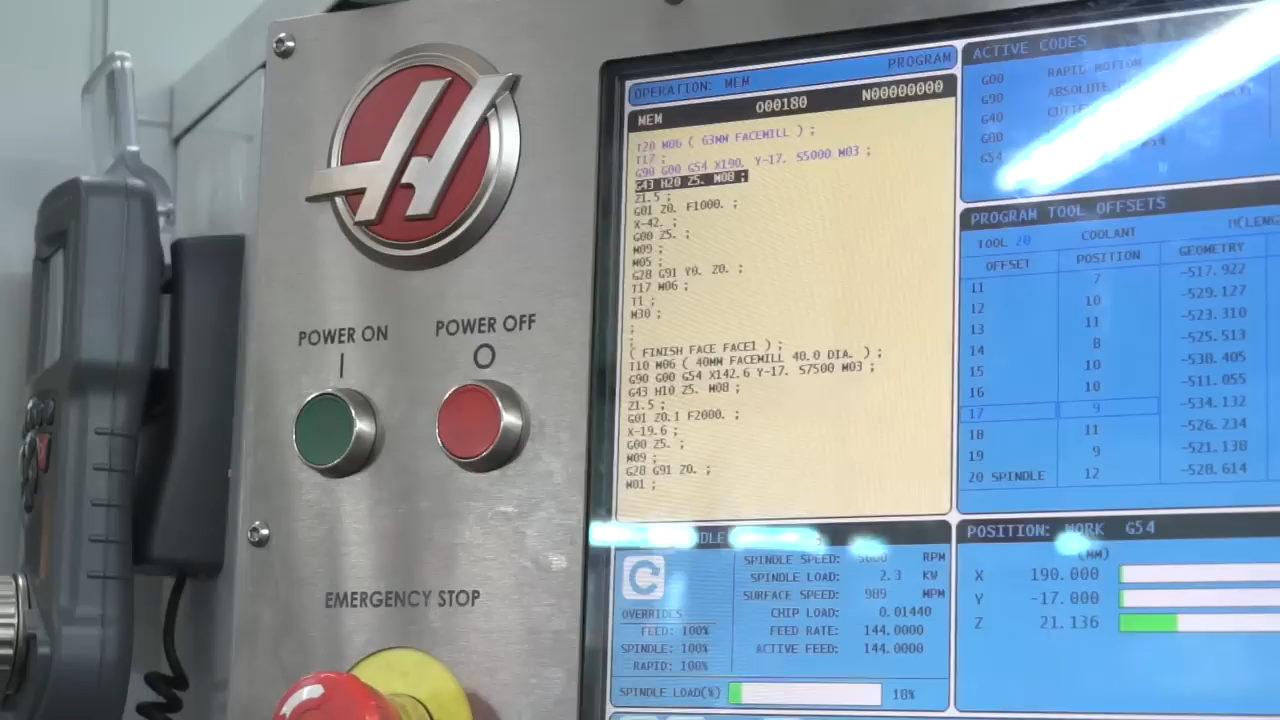 POWER ON
POWER OFF
EMERGENCY STOP
OPERATION: MEM
PROGRAM
MEM
O00180
N00000000
T20 M06 ( 63MM FACEMILL ) ;
T17 ;
G90 G00 G54 X190. Y-17. S5000 M03 ;
G43 H20 Z5. M08 ;
Z1.5 ;
G01 Z0. F1000. ;
X-42. ;
G00 Z5. ;
M09 ;
M05 ;
G28 G91 Y0. Z0. ;
T17 M06 ;
T1 ;
M30 ;
;
;
( FINISH FACE FACE1 ) ;
T10 M06 ( 40MM FACEMILL 40.0 DIA. ) ;
G90 G00 G54 X142.6 Y-17. S7500 M03 ;
G43 H10 Z5. M08 ;
Z1.5 ;
G01 Z0.1 F2000. ;
X-19.6 ;
G00 Z5. ;
M09 ;
G28 G91 Z0. ;
M01 ;
ACTIVE CODES
G00 RAPID MOTION
G90 ABSOLUTE
G40
G80
G54
PROGRAM TOOL OFFSETS
TOOL 20
COOLANT
H(LENG
OFFSET
POSITION
GEOMETRY
11 7 -517.922
12 10 -529.127
13 11 -523.310
14 8 -525.513
15 10 -538.405
16 10 -511.055
17 9 -534.132
18 11 -526.234
19 9 -521.138
20 SPINDLE 12 -528.614
SPINDLE SPEED: 5000 RPM
SPINDLE LOAD: 2.3 KW
SURFACE SPEED: 989 MPM
CHIP LOAD: 0.01440
FEED RATE: 144.0000
ACTIVE FEED: 144.0000
OVERRIDES
FEED: 100%
SPINDLE: 100%
RAPID: 100%
SPINDLE LOAD(%)
18%
POSITION: WORK G54
(MM)
X 190.000
Y -17.000
Z 21.136